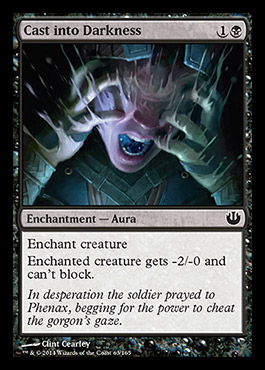 Cast into Darkness 1
Enchantment — Aura
Enchant creature
Enchanted creature gets -2/-0 and
can't block.
In desperation the soldier prayed to
Phenax, begging for the power to cheat
the gorgon's gaze.
Clint Cearley
™ & © 2014 Wizards of the Coast 65/165